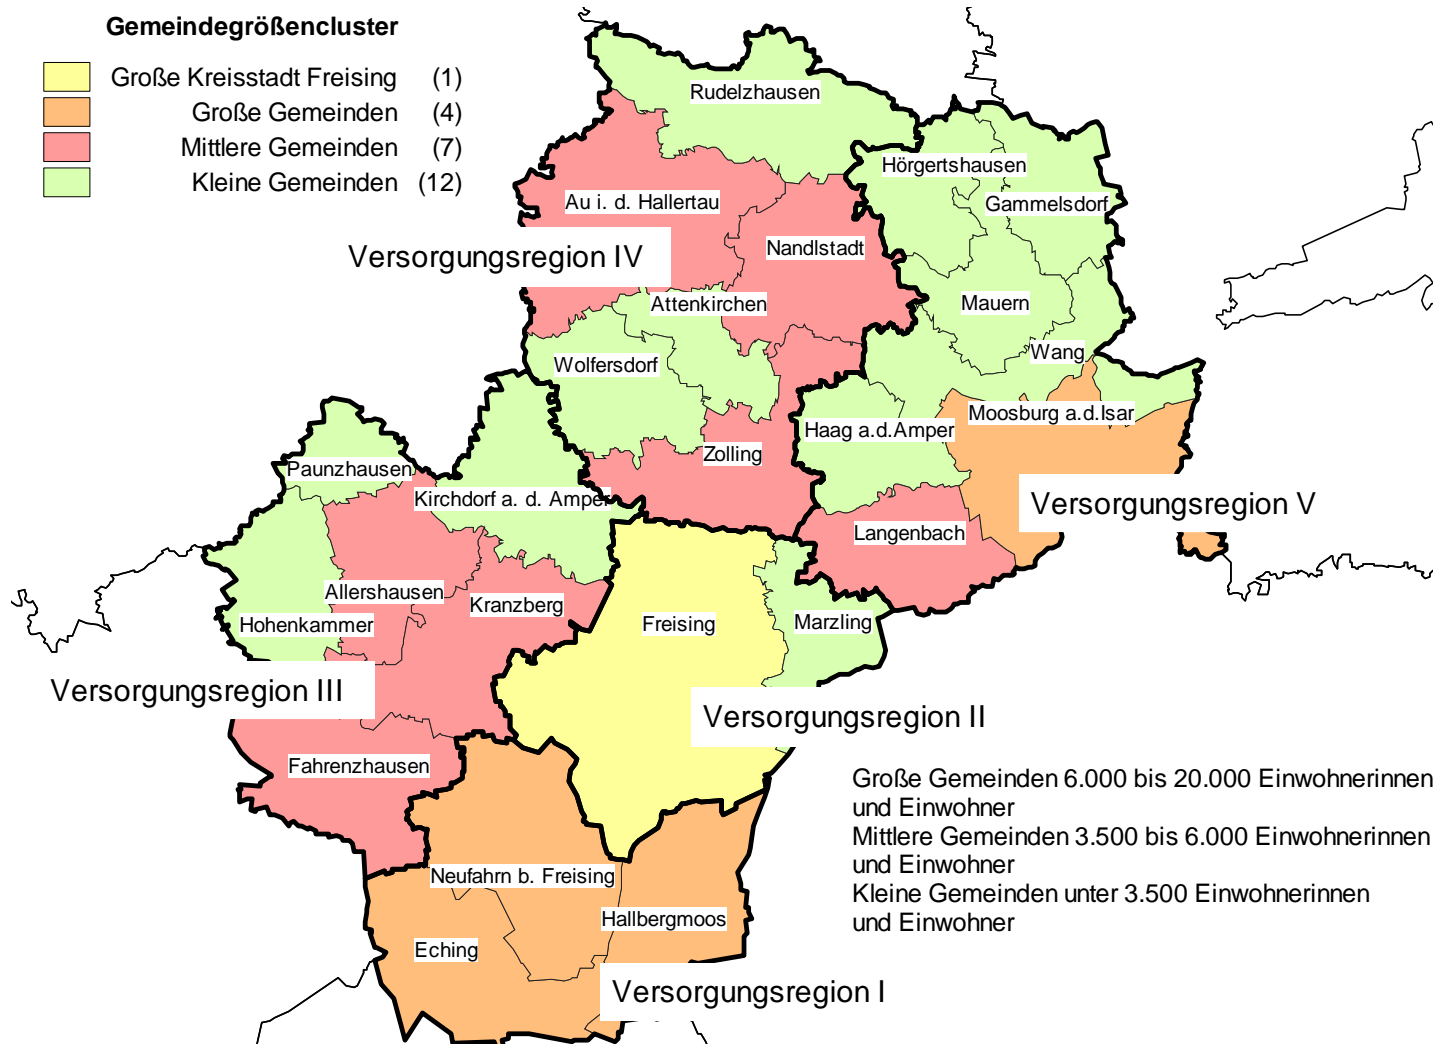 Gemeindegrößencluster
Große Kreisstadt Freising (1)
Große Gemeinden (4)
Mittlere Gemeinden (7)
Kleine Gemeinden (12)
Rudelzhausen
Hörgertshausen
Au i. d. Hallertau
Gammelsdorf
Versorgungsregion IV
Nandlstadt
Attenkirchen
Mauern
Wolfersdorf
Wang
Moosburg a.d.Isar
Haag a.d.Amper
Zolling
Paunzhausen
Kirchdorf a. d. Amper
Versorgungsregion V
Langenbach
Allershausen
Kranzberg
Hohenkammer
Freising
Marzling
Versorgungsregion III
Versorgungsregion II
Fahrenzhausen
Große Gemeinden 6.000 bis 20.000 Einwohnerinnen
und Einwohner
Mittlere Gemeinden 3.500 bis 6.000 Einwohnerinnen
und Einwohner
Kleine Gemeinden unter 3.500 Einwohnerinnen
und Einwohner
Neufahrn b. Freising
Hallbergmoos
Eching
Versorgungsregion I